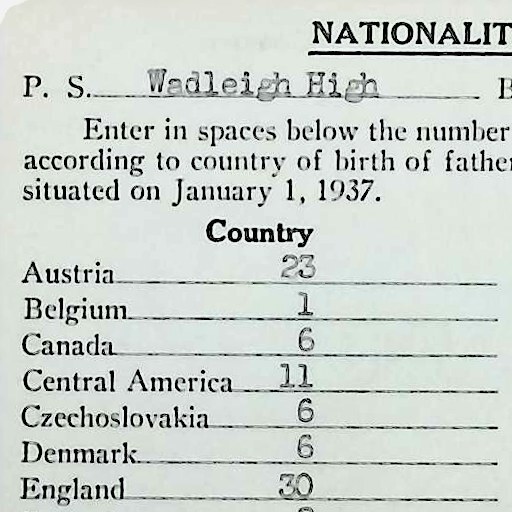 NATIONALIT
P. S. Wadleigh High
Enter in spaces below the number
according to country of birth of father
situated on January 1, 1937.
Country
Austria 23
Belgium 1
Canada 6
Central America 11
Czechoslovakia 6
Denmark 6
England 30